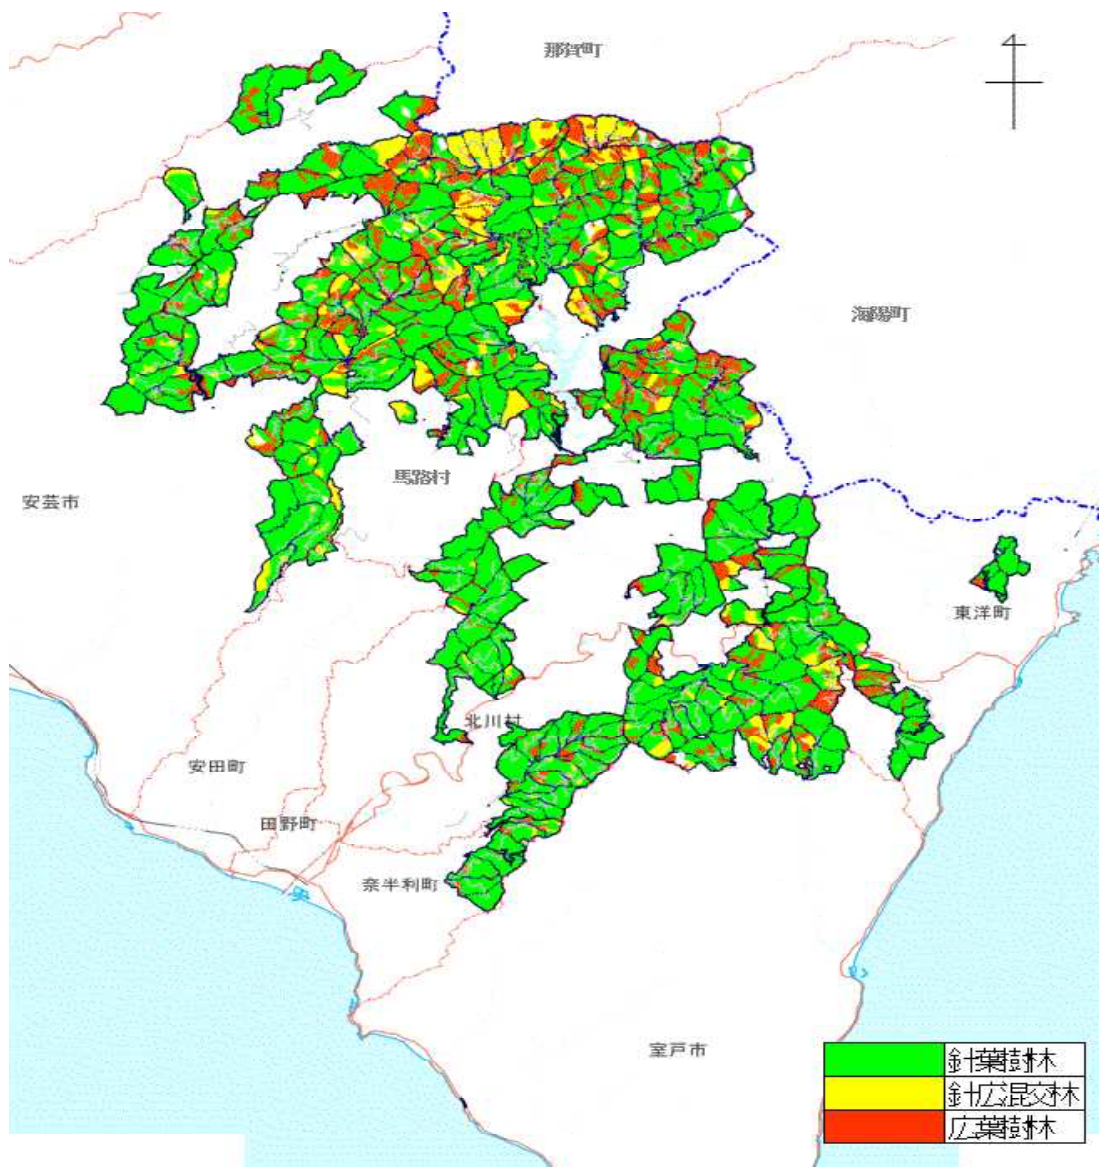 那賀町
海陽町
馬路村
安芸市
東洋町
北川村
安田町
田野町
奈半利町
室戸市
針葉樹林
針広混交林
広葉樹林